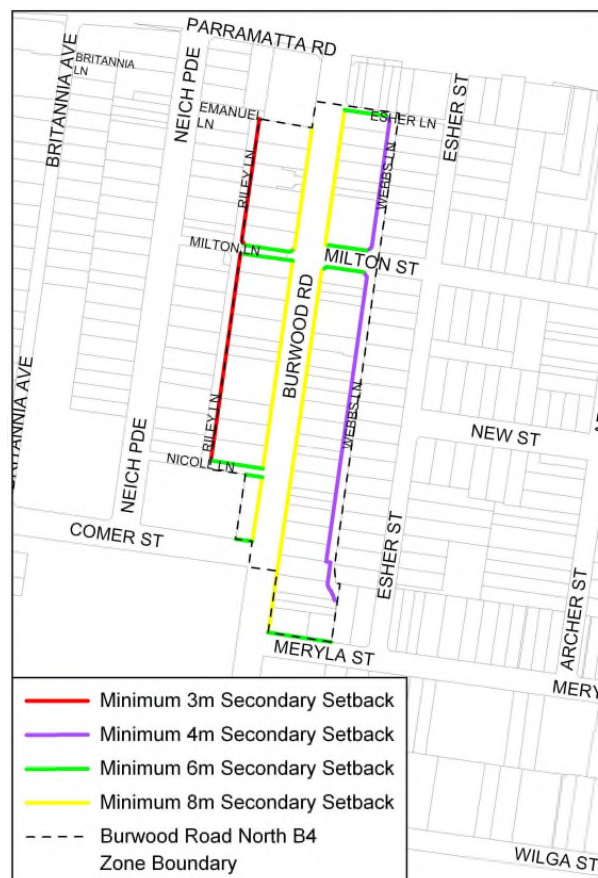 PARRAMATTA RD
BRITANNIA AVE
BRITANNIA
LN
NEICH PDE
EMANUEL
LN
ESHER LN
ESHER ST
RILEY LN
WEBBS LN
MILTON LN
MILTON ST
BURWOOD RD
RILEY LN
WEBBS LN
NEW ST
NICOLL LN
NEICH PDE
COMER ST
ESHER ST
ARCHER ST
MERYLA ST
MERY
Minimum 3m Secondary Setback
Minimum 4m Secondary Setback
Minimum 6m Secondary Setback
Minimum 8m Secondary Setback
Burwood Road North B4
Zone Boundary
WILGA ST